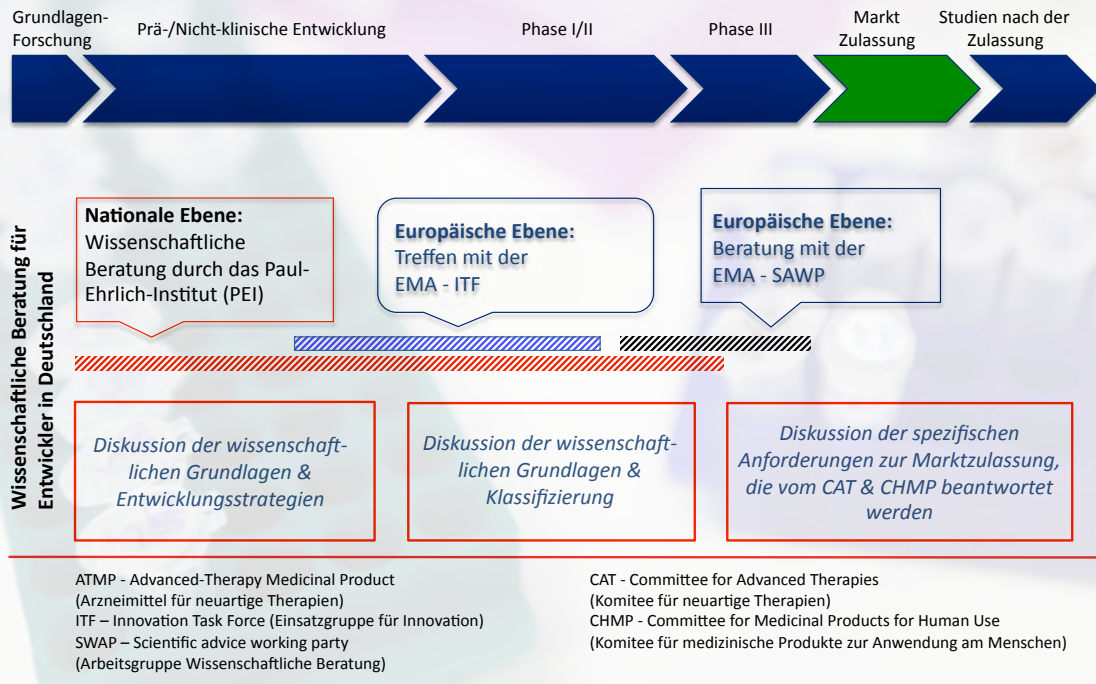 Grundlagen-
Forschung
Prä-/Nicht-klinische Entwicklung
Phase I/II
Phase III
Markt
Zulassung
Studien nach der
Zulassung
Wissenschaftliche Beratung für
Entwickler in Deutschland
Nationale Ebene:
Wissenschaftliche
Beratung durch das Paul-
Ehrlich-Institut (PEI)
Europäische Ebene:
Treffen mit der
EMA - ITF
Europäische Ebene:
Beratung mit der
EMA - SAWP
Diskussion der wissenschaft-
lichen Grundlagen &
Entwicklungsstrategien
Diskussion der wissenschaft-
lichen Grundlagen &
Klassifizierung
Diskussion der spezifischen
Anforderungen zur Marktzulassung,
die vom CAT & CHMP beantwortet
werden
ATMP - Advanced-Therapy Medicinal Product
(Arzneimittel für neuartige Therapien)
ITF – Innovation Task Force (Einsatzgruppe für Innovation)
SWAP – Scientific advice working party
(Arbeitsgruppe Wissenschaftliche Beratung)
CAT - Committee for Advanced Therapies
(Komitee für neuartige Therapien)
CHMP - Committee for Medicinal Products for Human Use
(Komitee für medizinische Produkte zur Anwendung am Menschen)